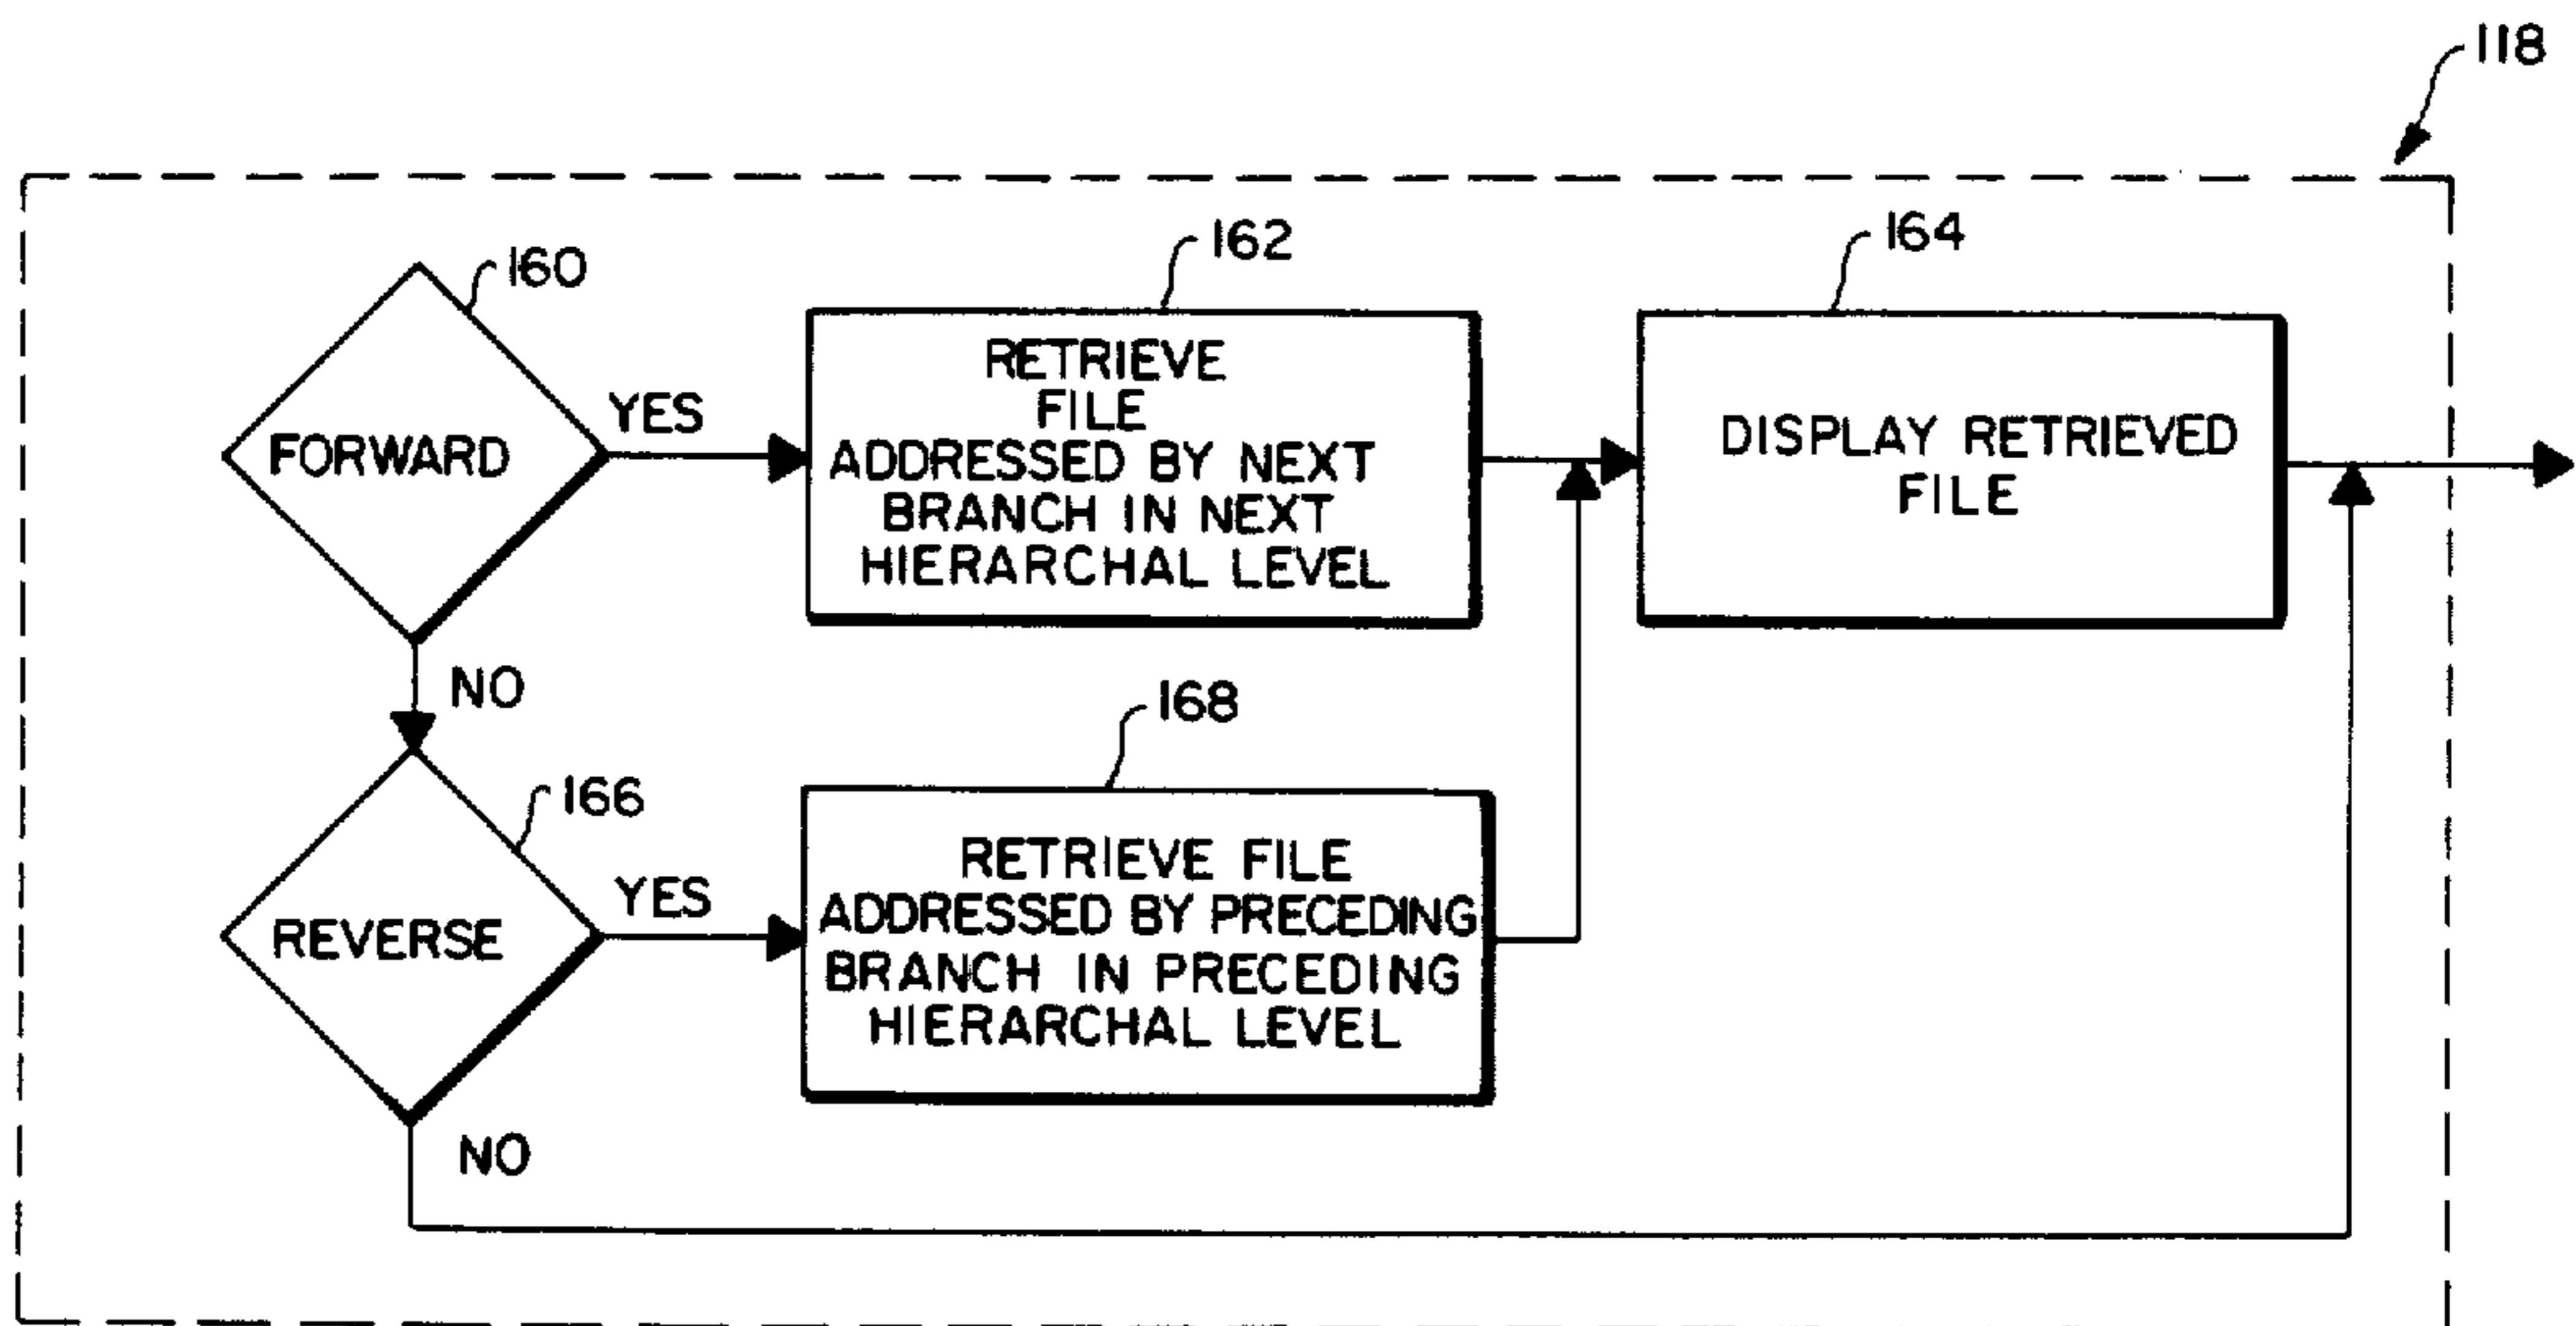 118
160
162
164
FORWARD
YES
RETRIEVE
FILE
ADDRESSED BY NEXT
BRANCH IN NEXT
HIERARCHAL LEVEL
DISPLAY RETRIEVED
FILE
NO
166
168
REVERSE
YES
RETRIEVE FILE
ADDRESSED BY PRECEDING
BRANCH IN PRECEDING
HIERARCHAL LEVEL
NO